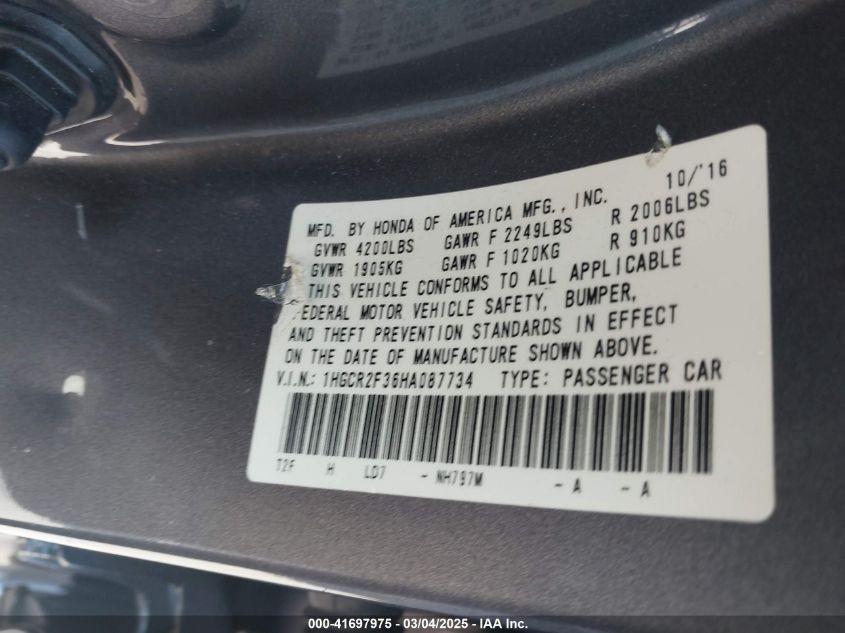 10/'16
MFD. BY HONDA OF AMERICA MFG., INC.
GVWR 4200LBS GAWR F 2249LBS R 2006LBS
GVWR 1905KG GAWR F 1020KG R 910KG
THIS VEHICLE CONFORMS TO ALL APPLICABLE
FEDERAL MOTOR VEHICLE SAFETY, BUMPER,
AND THEFT PREVENTION STANDARDS IN EFFECT
ON THE DATE OF MANUFACTURE SHOWN ABOVE.
V.I.N.: 1HGCR2F36HA087734 TYPE: PASSENGER CAR
T2F H LD7 - NH797M - A - A
000-41697975 - 03/04/2025 - IAA Inc.